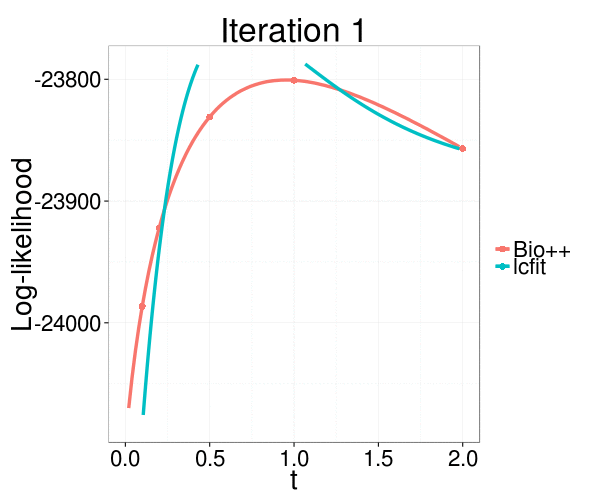 Iteration 1
Log-likelihood
-23800
-23900
-24000
0.0 0.5 1.0 1.5 2.0
t
Bio++
lcfit